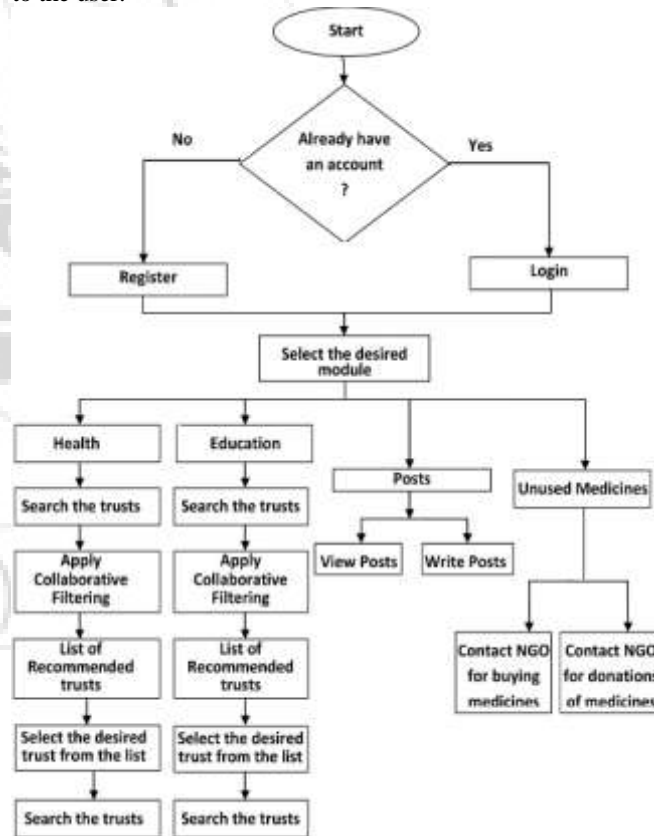 to the user.
Start
Already have
an account
?
No
Yes
Register
Login
Select the desired
module
Health
Education
Posts
Unused Medicines
Search the trusts
Search the trusts
View Posts
Write Posts
Apply
Collaborative
Filtering
Apply
Collaborative
Filtering
List of
Recommended
trusts
List of
Recommended
trusts
Contact NGO
for buying
medicines
Contact NGO
for donations
of medicines
Select the desired
trust from the list
Select the desired
trust from the list
Search the trusts
Search the trusts